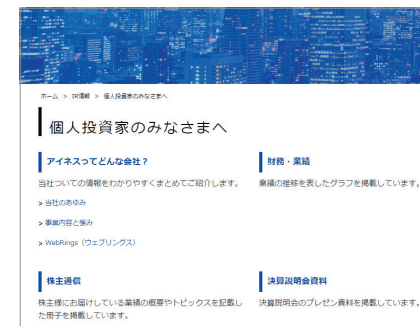 ホーム > IR情報 > 個人投資家のみなさまへ
個人投資家のみなさまへ
アイネスってどんな会社？
当社ついての情報をわかりやすくまとめてご紹介します。
> 当社のあゆみ
> 事業内容と強み
> WebRings（ウェブリングス）
財務・業績
業績の推移を表したグラフを掲載しています。
株主通信
株主様にお届けしている業績の概要やトピックスを記載し
た冊子を掲載しています。
決算説明会資料
決算説明会のプレゼン資料を掲載しています。